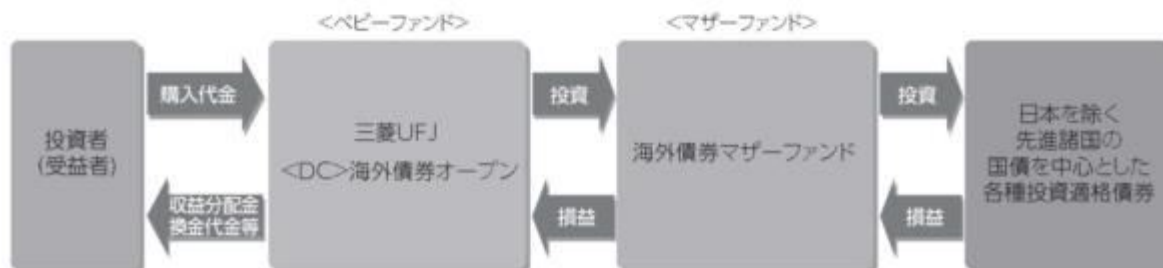 <ベビーファンド>
<マザーファンド>
投資者
(受益者)
購入代金
収益分配金
換金代金等
三菱UFJ
<DC>海外債券オープン
投資
損益
海外債券マザーファンド
投資
損益
日本を除く
先進諸国の
国債を中心とした
各種投資適格債券